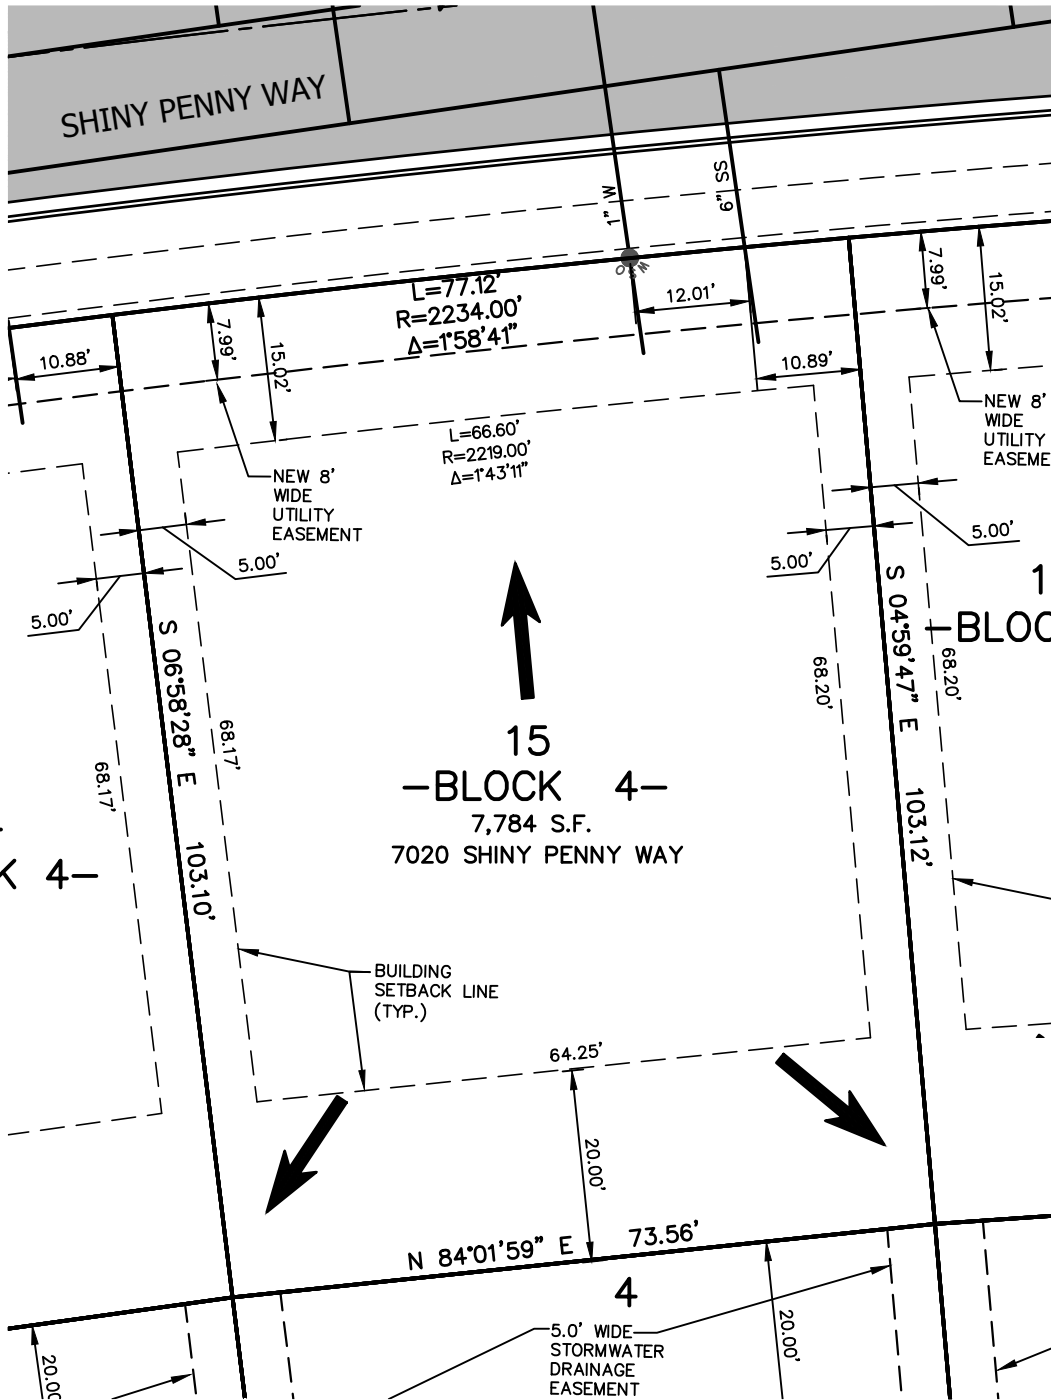 SHINY PENNY WAY
1" W
6" SS
WSO
L=77.12'
R=2234.00'
Δ=1°58'41"
12.01'
7.99'
15.02'
10.88'
7.99'
15.02'
10.89'
L=66.60'
R=2219.00'
Δ=1°43'11"
NEW 8'
WIDE
UTILITY
EASEMENT
NEW 8'
WIDE
UTILITY
EASEME
5.00'
5.00'
5.00'
5.00'
1
-BLOC
S 06°58'28" E 103.10'
S 04°59'47" E 103.12'
68.17'
68.17'
68.20'
68.20'
15
-BLOCK 4-
7,784 S.F.
7020 SHINY PENNY WAY
K 4-
BUILDING
SETBACK LINE
(TYP.)
64.25'
20.00'
N 84°01'59" E 73.56'
4
5.0' WIDE
STORMWATER
DRAINAGE
EASEMENT
20.00'
20.00